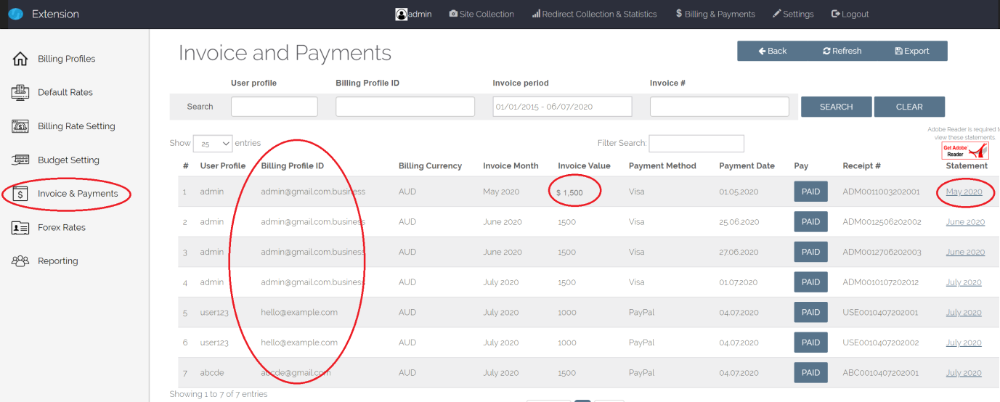 Extension admin Site Collection Redirect Collection & Statistics $ Billing & Payments Settings Logout
Billing Profiles
Default Rates
Billing Rate Setting
Budget Setting
Invoice & Payments
Forex Rates
Reporting
Invoice and Payments
Back Refresh Export
User profile Billing Profile ID Invoice period Invoice #
Search 01/01/2015 - 06/07/2020 SEARCH CLEAR
Adobe Reader is required to
view these statements.
Get Adobe
Reader
Show 25 entries Filter Search:
# User Profile Billing Profile ID Billing Currency Invoice Month Invoice Value Payment Method Payment Date Pay Receipt # Statement
1 admin admin@gmail.com.business AUD May 2020 $ 1,500 Visa 01.05.2020 PAID ADM0011003202001 May 2020
2 admin admin@gmail.com.business AUD June 2020 1500 Visa 25.06.2020 PAID ADM0012506202002 June 2020
3 admin admin@gmail.com.business AUD June 2020 1500 Visa 27.06.2020 PAID ADM0012706202003 June 2020
4 admin admin@gmail.com.business AUD July 2020 1500 Visa 01.07.2020 PAID ADM0010107202012 July 2020
5 user123 hello@example.com AUD July 2020 1000 PayPal 04.07.2020 PAID USE0010407202001 July 2020
6 user123 hello@example.com AUD July 2020 1000 PayPal 04.07.2020 PAID USE0010407202002 July 2020
7 abcde abcde@gmail.com AUD July 2020 1500 PayPal 04.07.2020 PAID ABC0010407202001 July 2020
Showing 1 to 7 of 7 entries